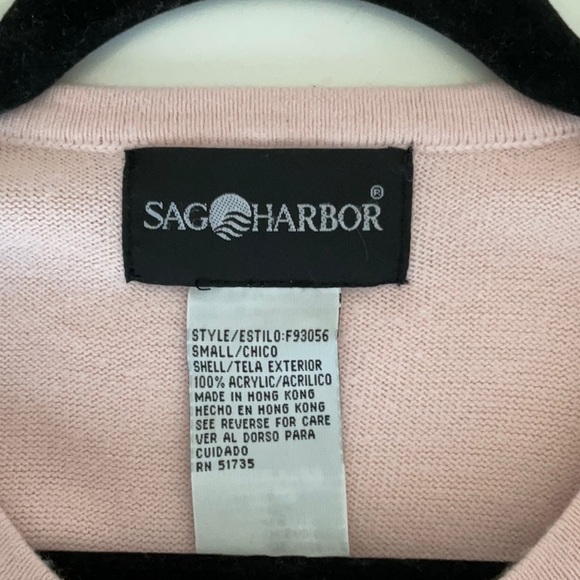 SAG HARBOR®
STYLE/ESTILO:F93056
SMALL/CHICO
SHELL/TELA EXTERIOR
100% ACRYLIC/ACRILICO
MADE IN HONG KONG
HECHO EN HONG KONG
SEE REVERSE FOR CARE
VER AL DORSO PARA
CUIDADO
RN 51735